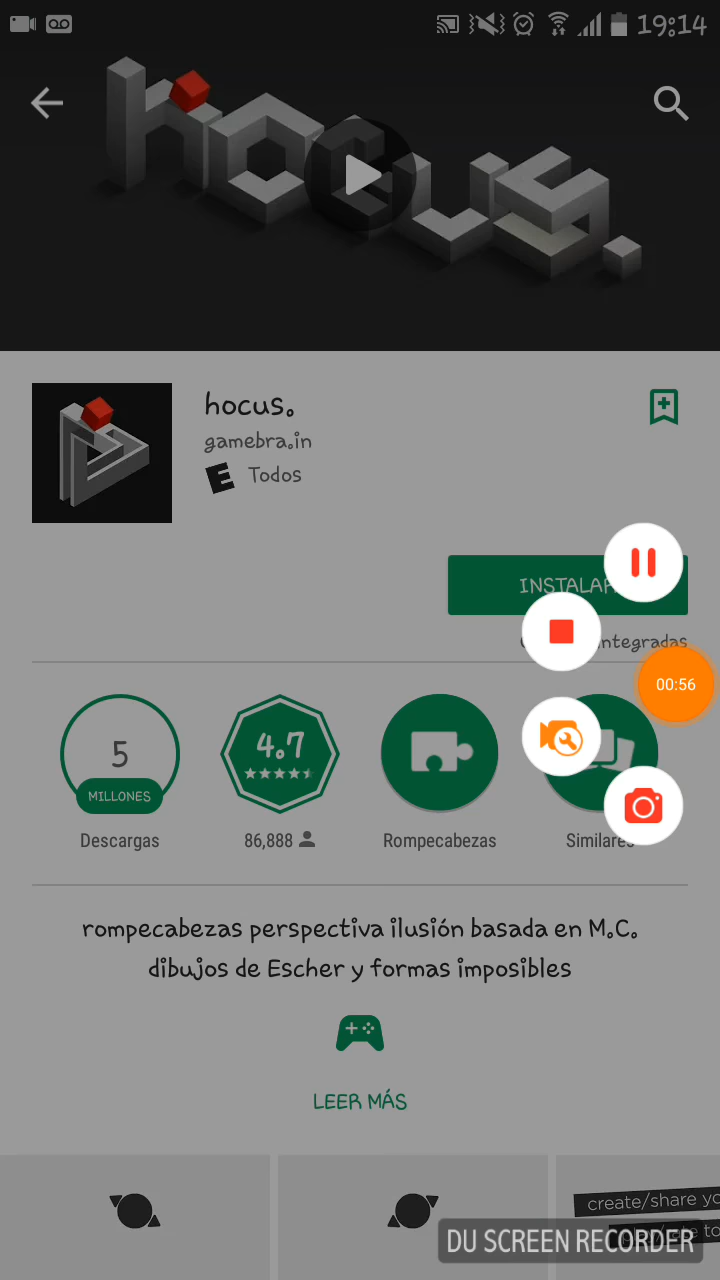 19:14
hocus.
hocus.
gamebra.in
E Todos
INSTALAR
integradas
00:56
5
MILLONES
4.7
Descargas
86,888
Rompecabezas
Similares
rompecabezas perspectiva ilusión basada en M.C.
dibujos de Escher y formas imposibles
LEER MÁS
create/share yo
DU SCREEN RECORDER